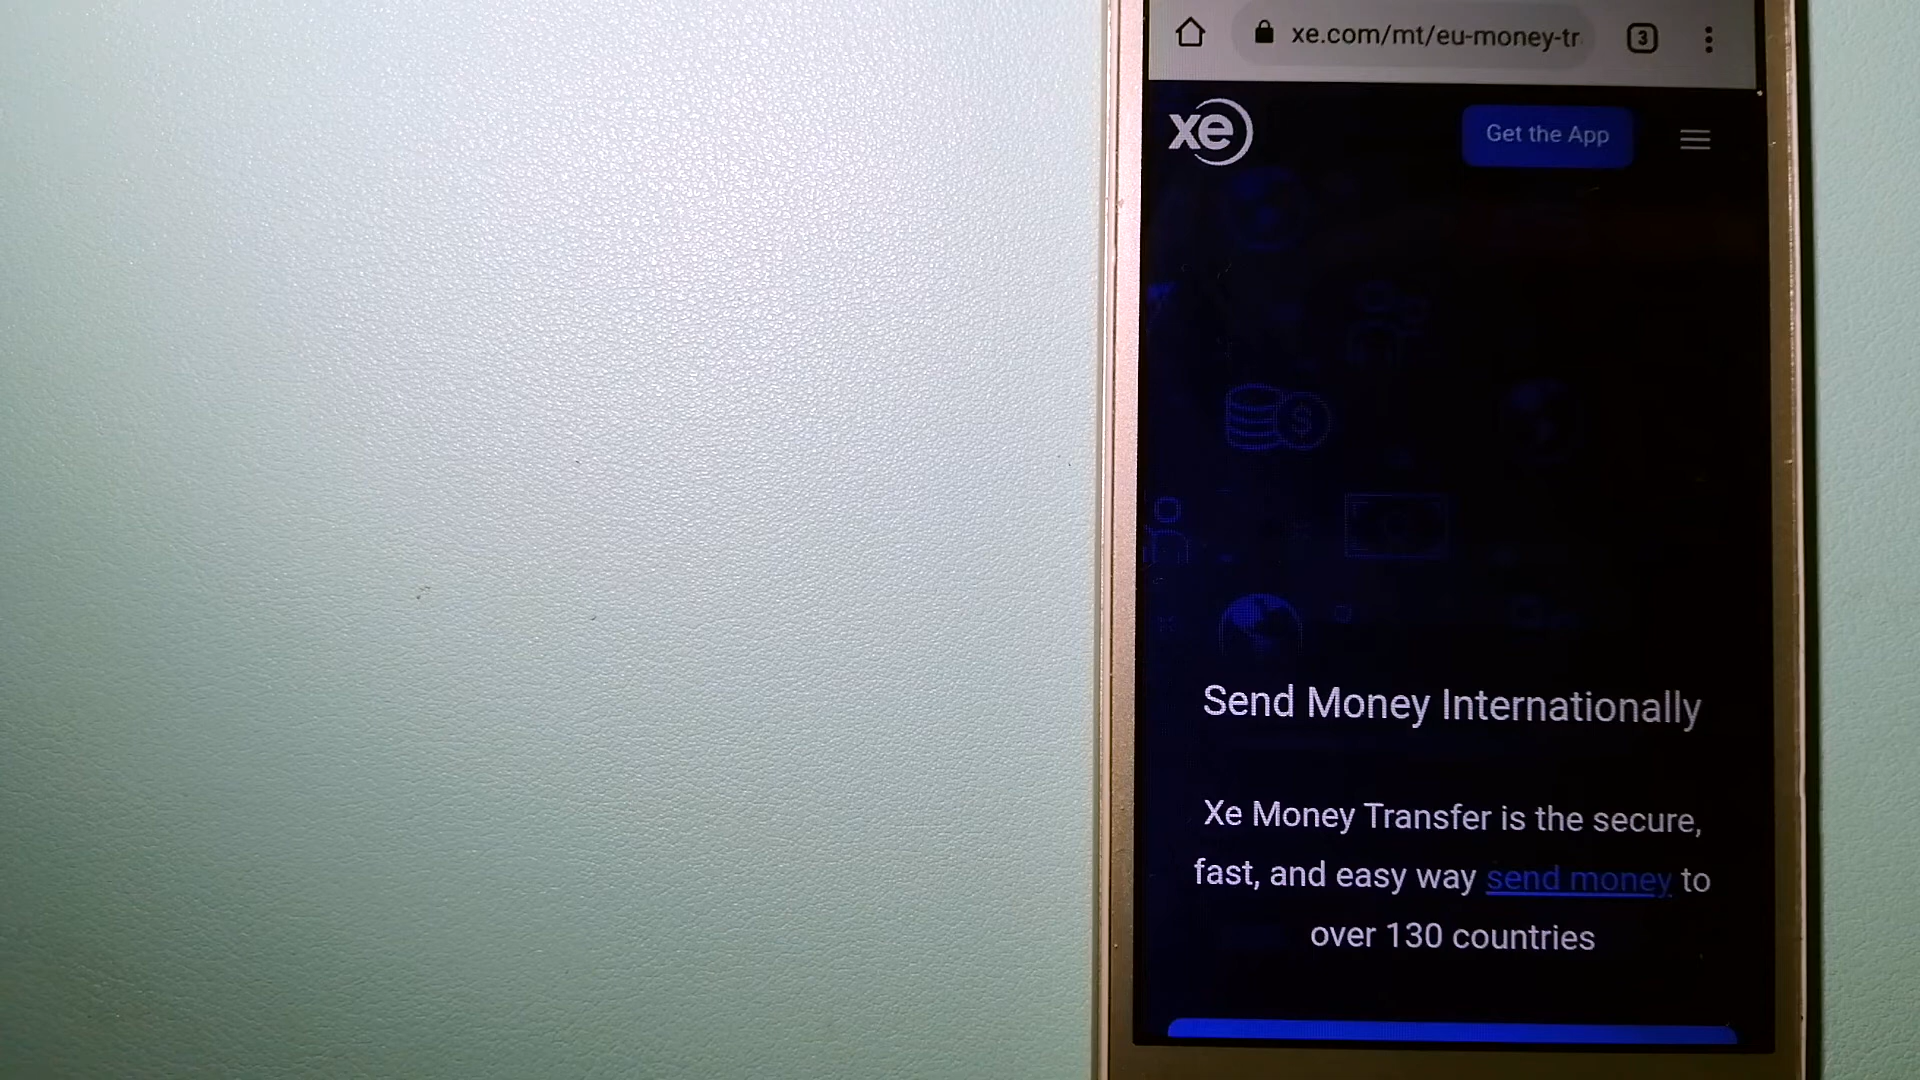 xe.com/mt/eu-money-tr
3
xe
Get the App
$
Send Money Internationally
Xe Money Transfer is the secure,
fast, and easy way send money to
over 130 countries